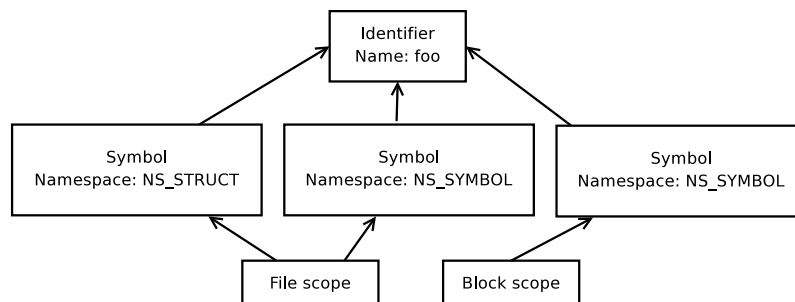 Identifier
Name: foo
Symbol
Namespace: NS_STRUCT
Symbol
Namespace: NS_SYMBOL
Symbol
Namespace: NS_SYMBOL
File scope
Block scope